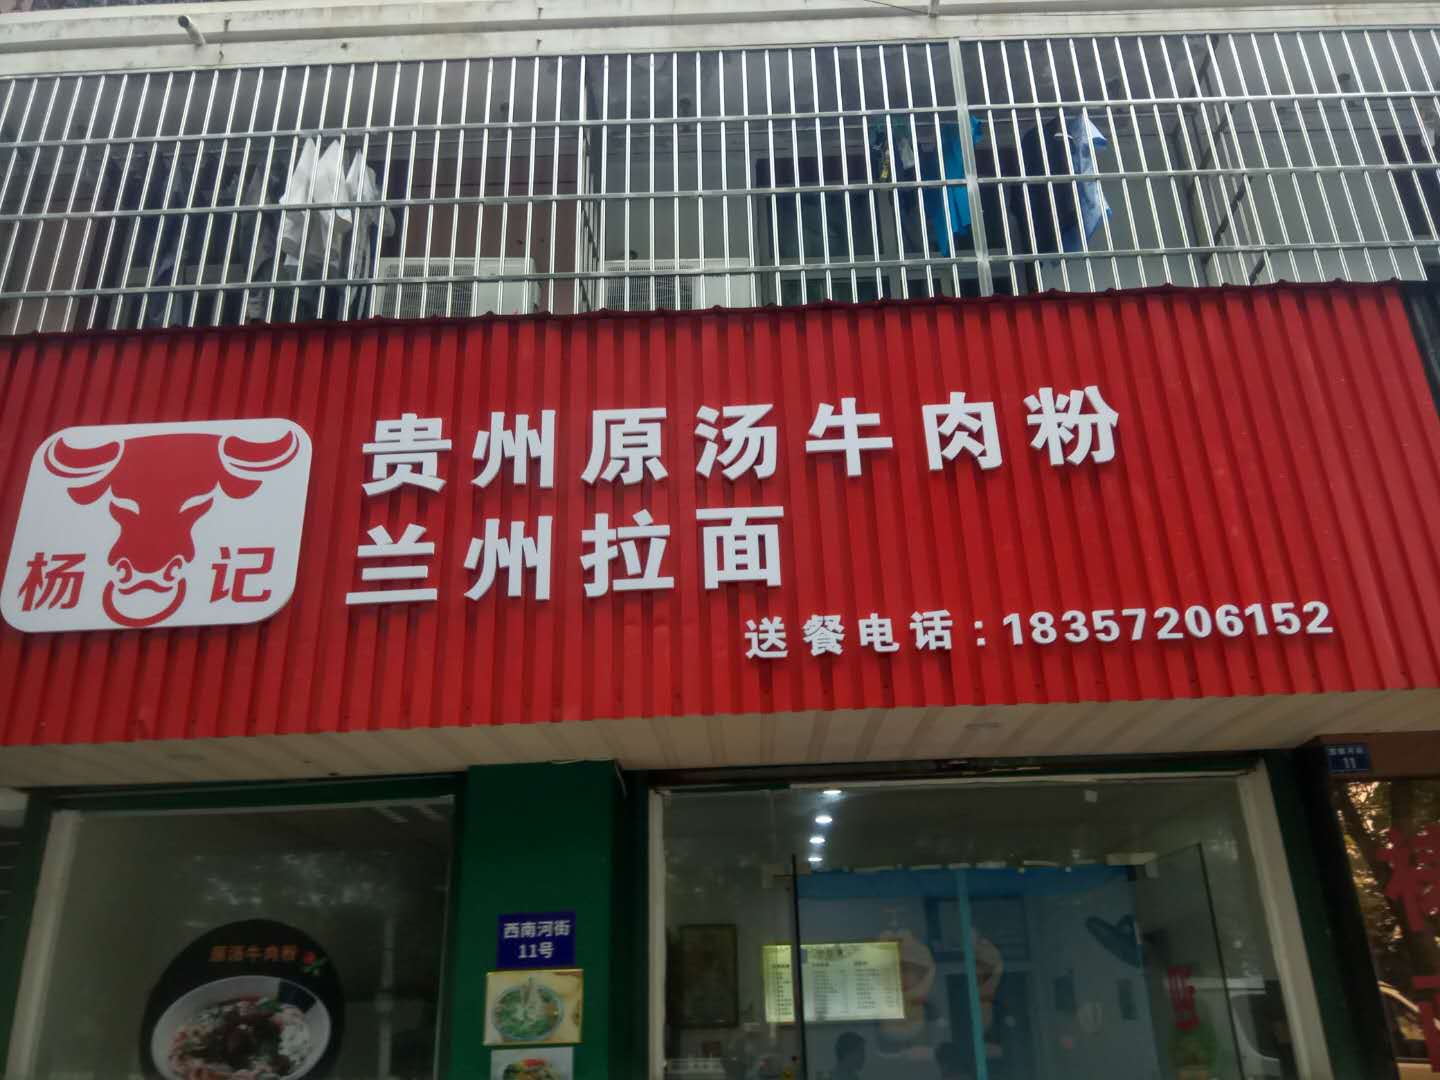 杨记
贵州原汤牛肉粉
兰州拉面
送餐电话：18357206152
11
西南河街
11号
原汤牛肉粉